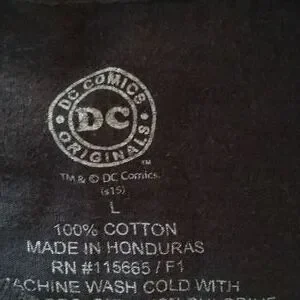 DC COMICS
DC
ORIGINALS
TM
TM & © DC Comics.
(s15)
L
100% COTTON
MADE IN HONDURAS
RN #115665 / F1
MACHINE WASH COLD WITH